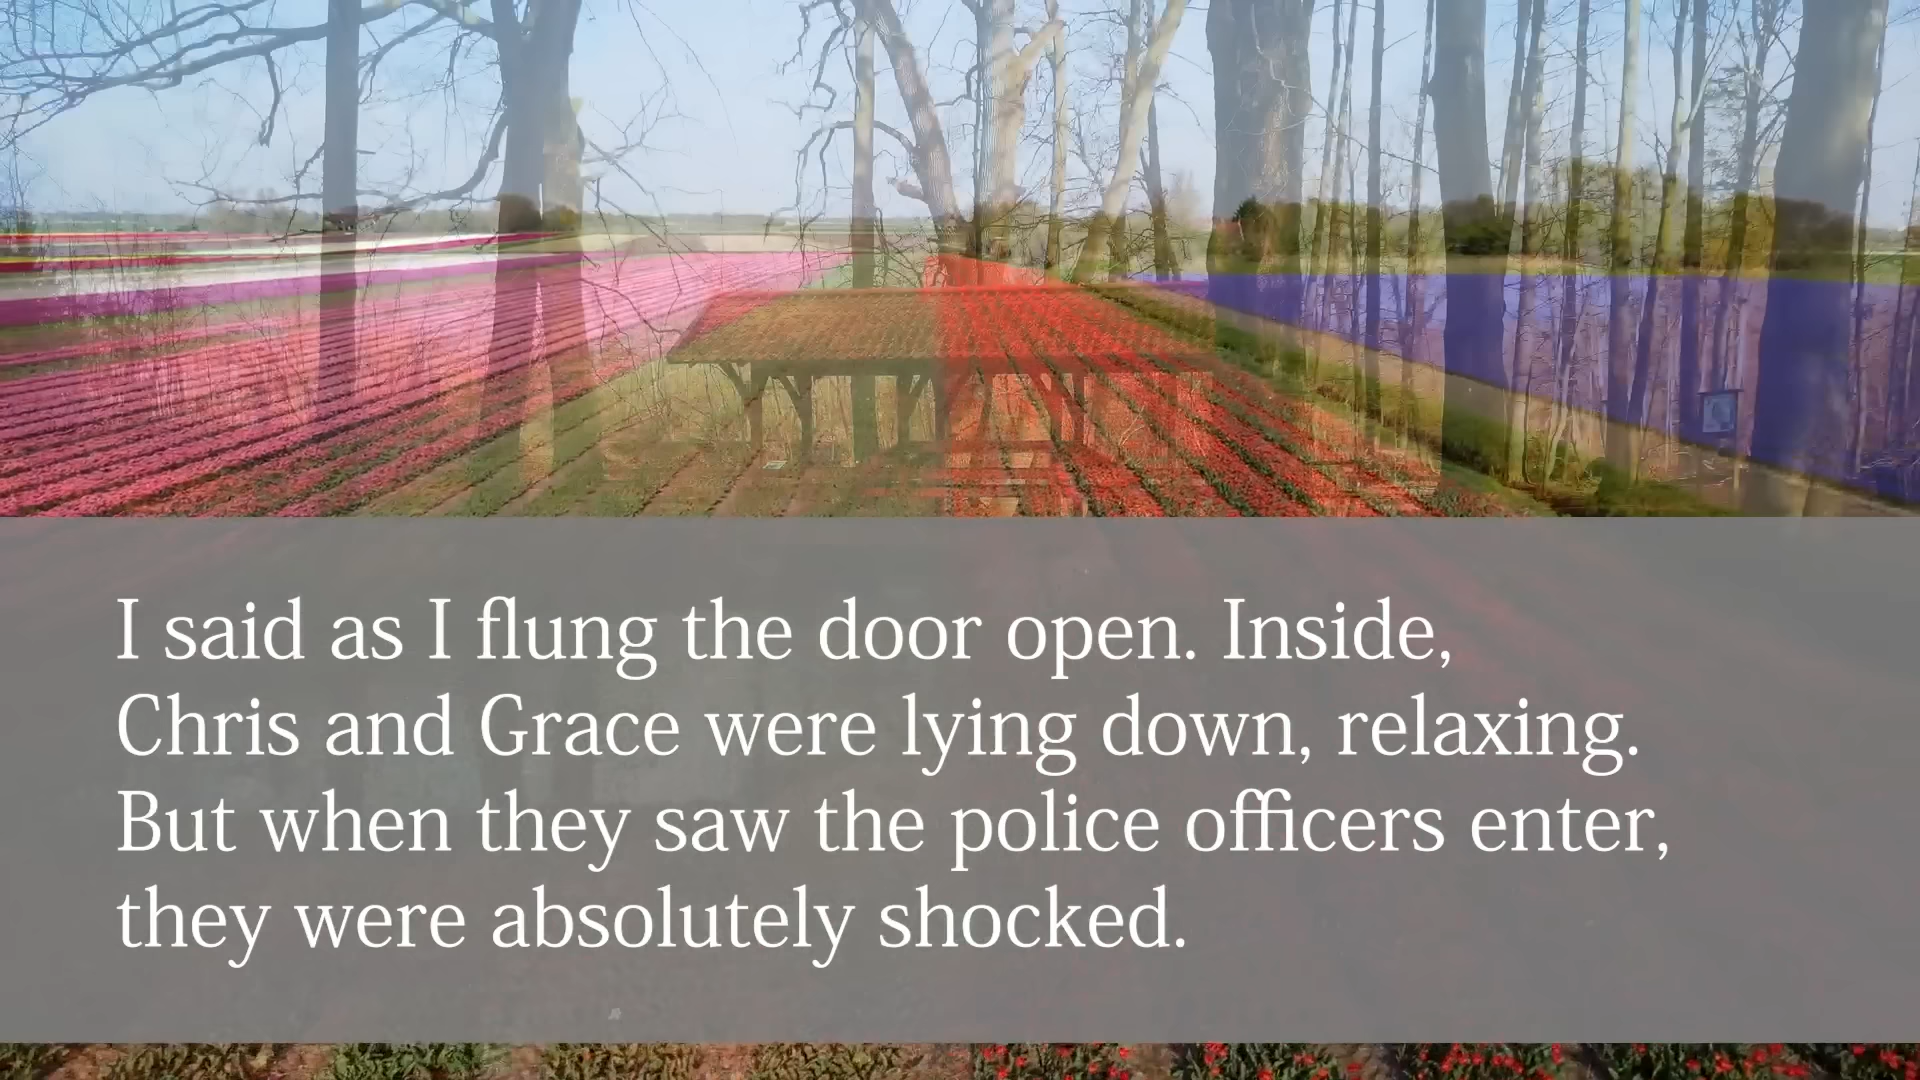 I said as I flung the door open. Inside,
Chris and Grace were lying down, relaxing.
But when they saw the police officers enter,
they were absolutely shocked.